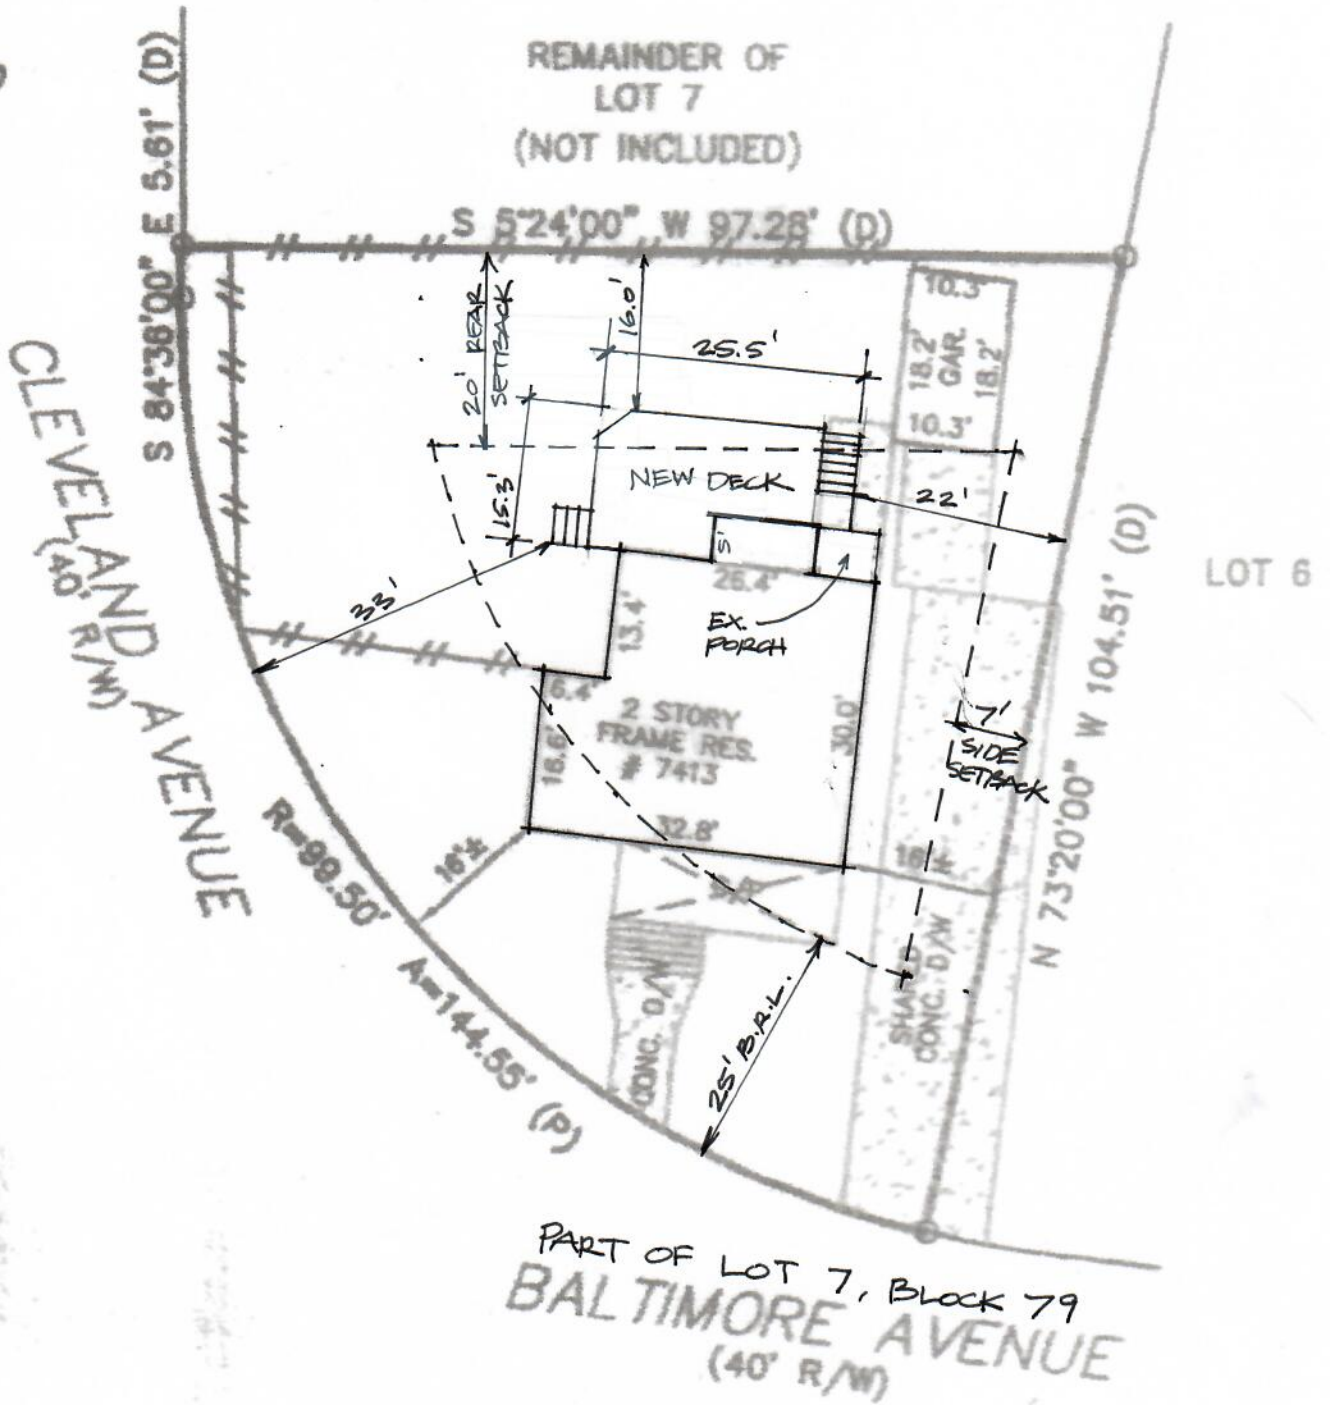 REMAINDER OF
LOT 7
(NOT INCLUDED)
S 84°38'00" E 5.61' (D)
S 5°24'00" W 97.28' (D)
20' REAR
SETBACK
16.0'
25.5'
10.3'
18.2'
GAR.
18.2'
10.3'
15.3'
NEW DECK
22'
LOT 6
CLEVELAND AVENUE
(40' R/W)
33'
5'
26.4'
13.4'
EX.
PORCH
N 73°20'00" W 104.51' (D)
6.4'
2 STORY
FRAME RES.
# 7413
18.6'
30.0'
7'
SIDE
SETBACK
32.8'
16'±
16'±
R=99.50'
A=144.55' (P)
CONC. D/W
25' B.R.L.
SHARED
CONC. D/W
PART OF LOT 7, BLOCK 79
BALTIMORE AVENUE
(40' R/W)